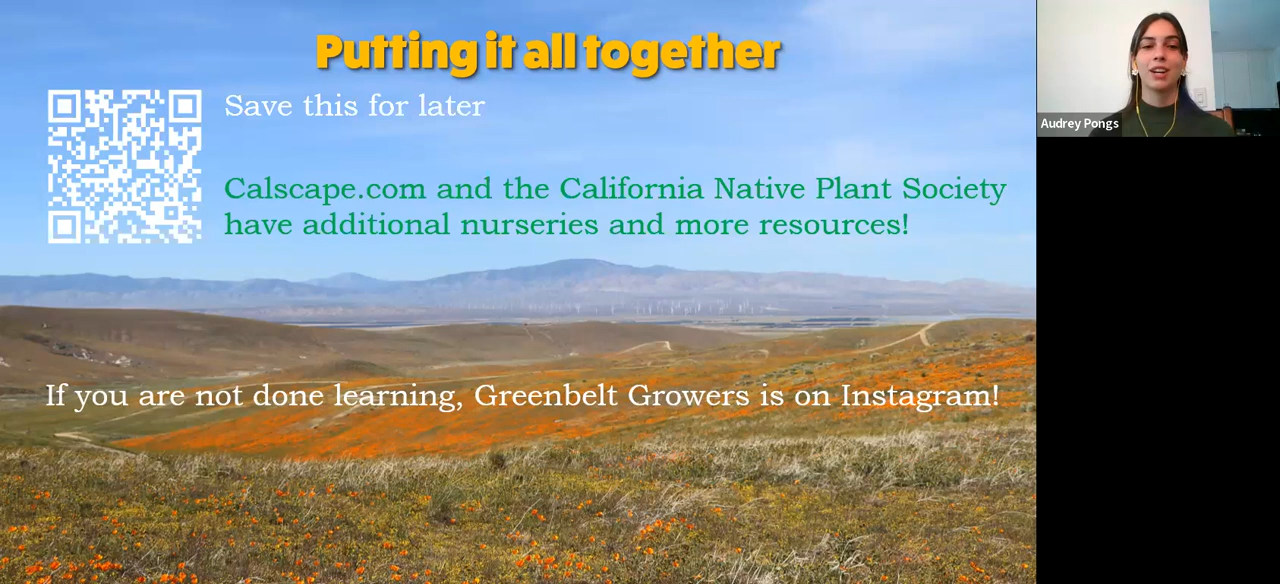 Putting it all together
Save this for later
Calscape.com and the California Native Plant Society
have additional nurseries and more resources!
If you are not done learning, Greenbelt Growers is on Instagram!
Audrey Pongs